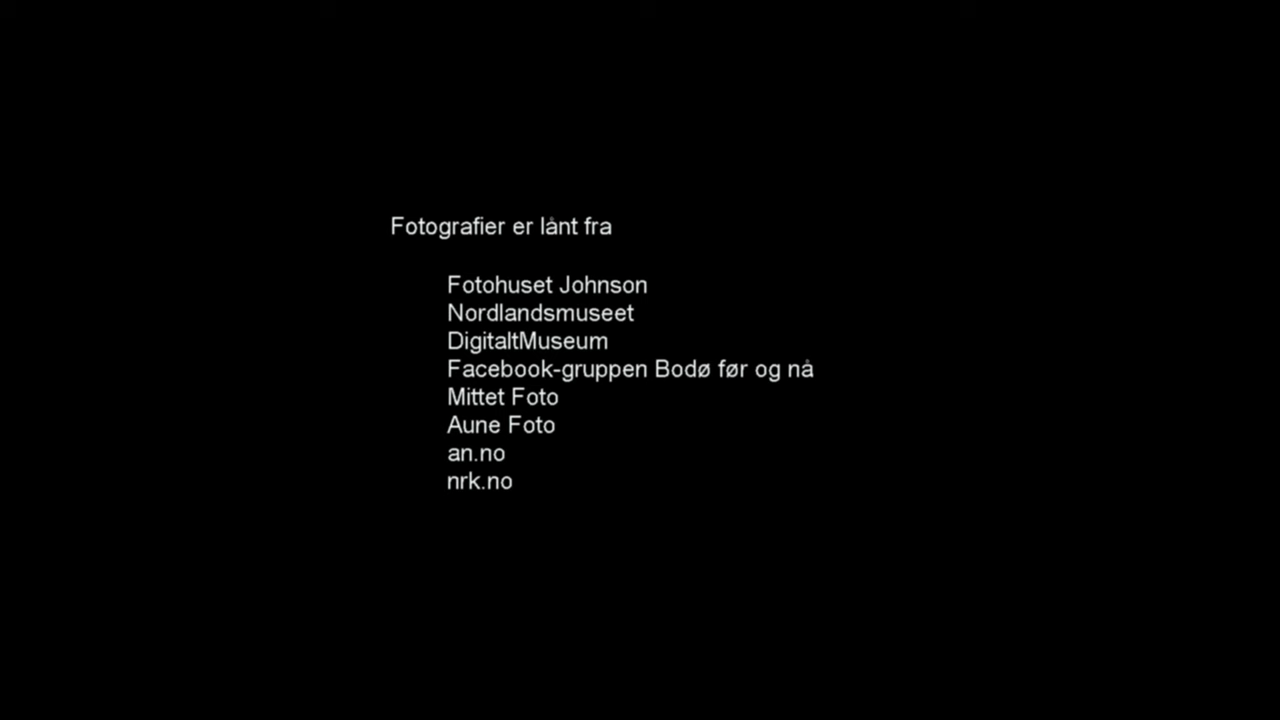 Fotografier er lånt fra
Fotohuset Johnson
Nordlandsmuseet
DigitaltMuseum
Facebook-gruppen Bodø før og nå
Mittet Foto
Aune Foto
an.no
nrk.no